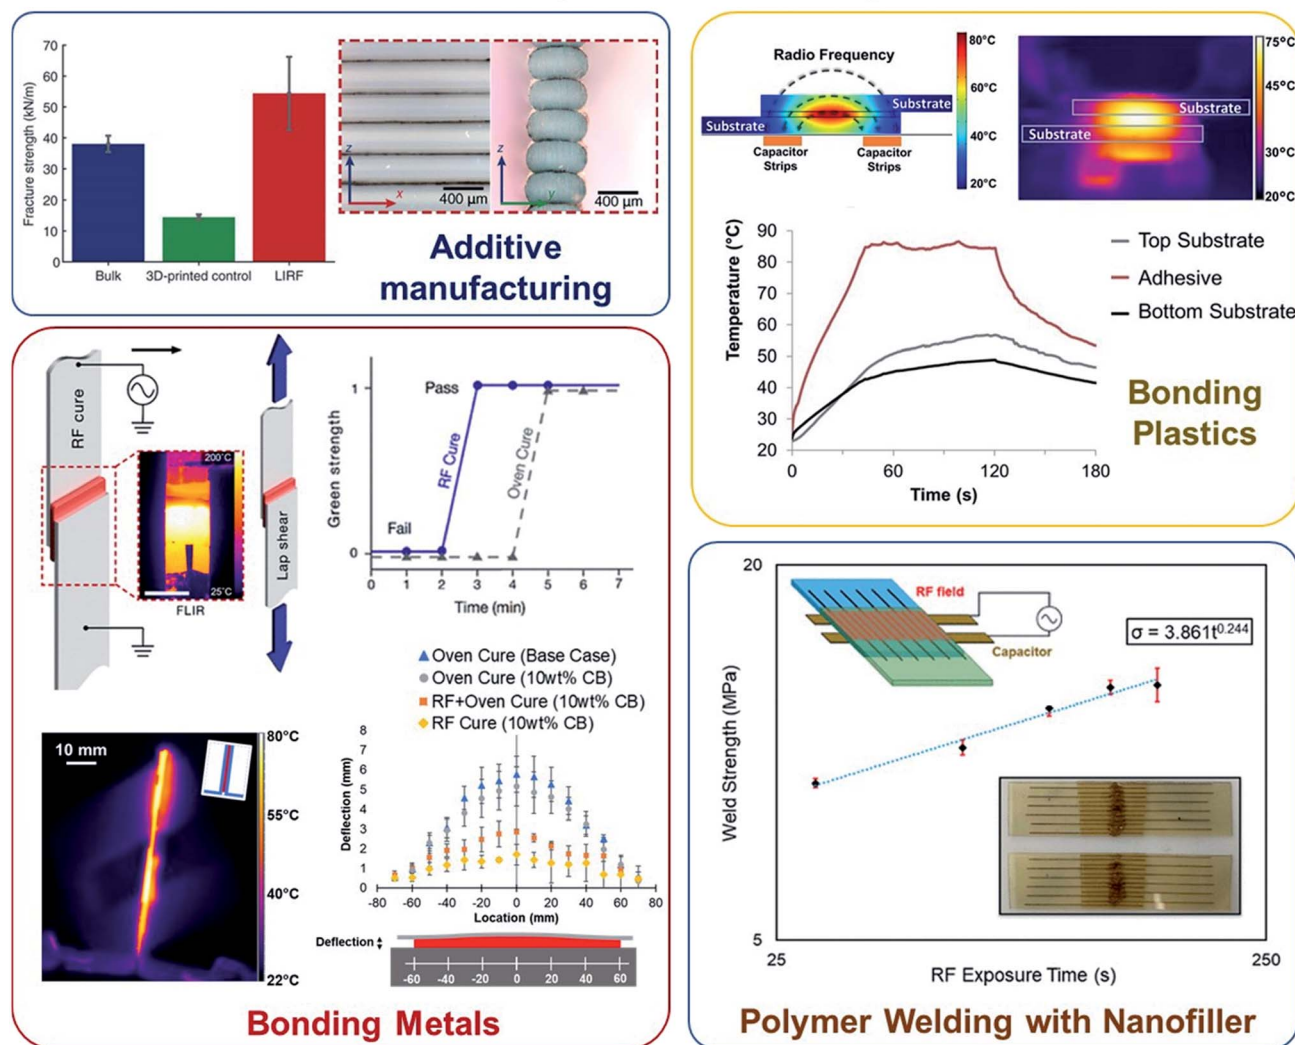 70
60
50
40
30
20
10
0
Fracture strength (kN/m)
Bulk
3D-printed control
LIRF
z
x
400 µm
z
y
400 µm
Additive
manufacturing
Radio Frequency
Substrate
Substrate
Capacitor
Strips
Capacitor
Strips
80°C
60°C
40°C
20°C
Substrate
Substrate
75°C
45°C
30°C
20°C
Temperature (°C)
90
80
70
60
50
40
30
20
0
60
120
180
Time (s)
Top Substrate
Adhesive
Bottom Substrate
Bonding
Plastics
RF cure
200°C
25°C
FLIR
Lap shear
Green strength
1
0
Pass
Fail
RF Cure
Oven Cure
0 1 2 3 4 5 6 7
Time (min)
Oven Cure (Base Case)
Oven Cure (10wt% CB)
RF+Oven Cure (10wt% CB)
RF Cure (10wt% CB)
10 mm
80°C
55°C
40°C
22°C
Deflection (mm)
8
7
6
5
4
3
2
1
0
-80 -60 -40 -20 0 20 40 60 80
Location (mm)
Deflection
-60 -40 -20 0 20 40 60
Bonding Metals
20
5
Weld Strength (MPa)
RF field
Capacitor
σ = 3.861t0.244
25
250
RF Exposure Time (s)
Polymer Welding with Nanofiller